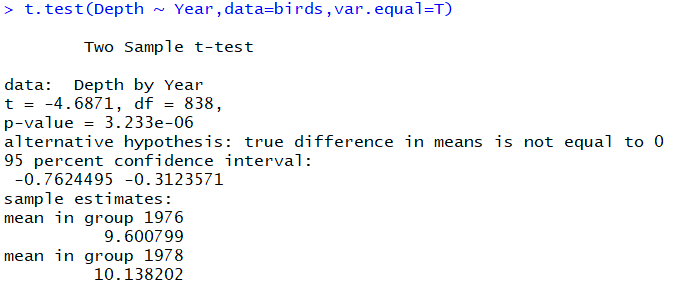 > t.test(Depth ~ Year,data=birds,var.equal=T)
Two Sample t-test
data:  Depth by Year
t = -4.6871, df = 838,
p-value = 3.233e-06
alternative hypothesis: true difference in means is not equal to 0
95 percent confidence interval:
-0.7624495 -0.3123571
sample estimates:
mean in group 1976
9.600799
mean in group 1978
10.138202